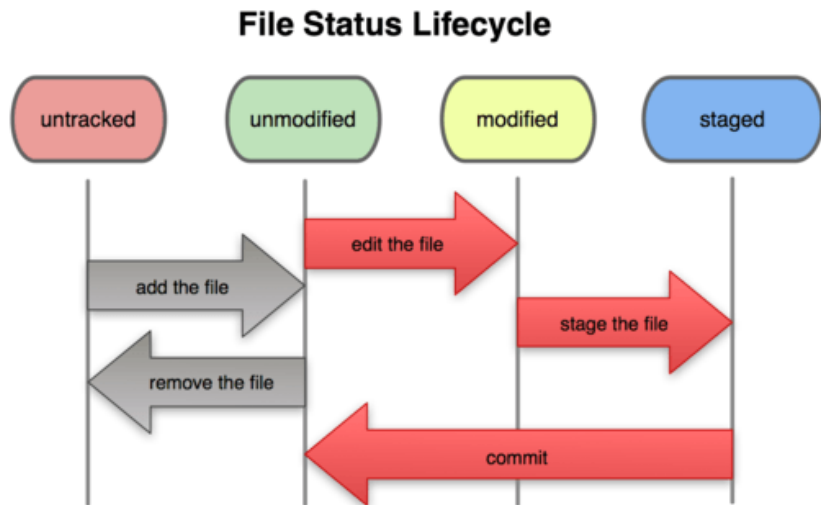 File Status Lifecycle
untracked
unmodified
modified
staged
edit the file
add the file
stage the file
remove the file
commit